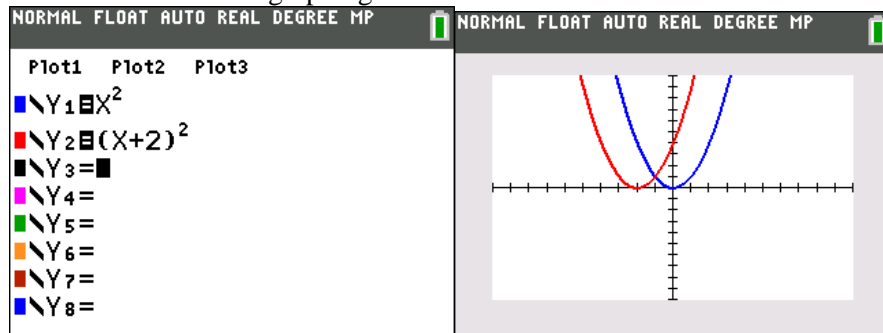 NORMAL FLOAT AUTO REAL DEGREE MP
Plot1 Plot2 Plot3
\Y₁=X²
\Y₂=(X+2)²
\Y₃=
\Y₄=
\Y₅=
\Y₆=
\Y₇=
\Y₈=
NORMAL FLOAT AUTO REAL DEGREE MP